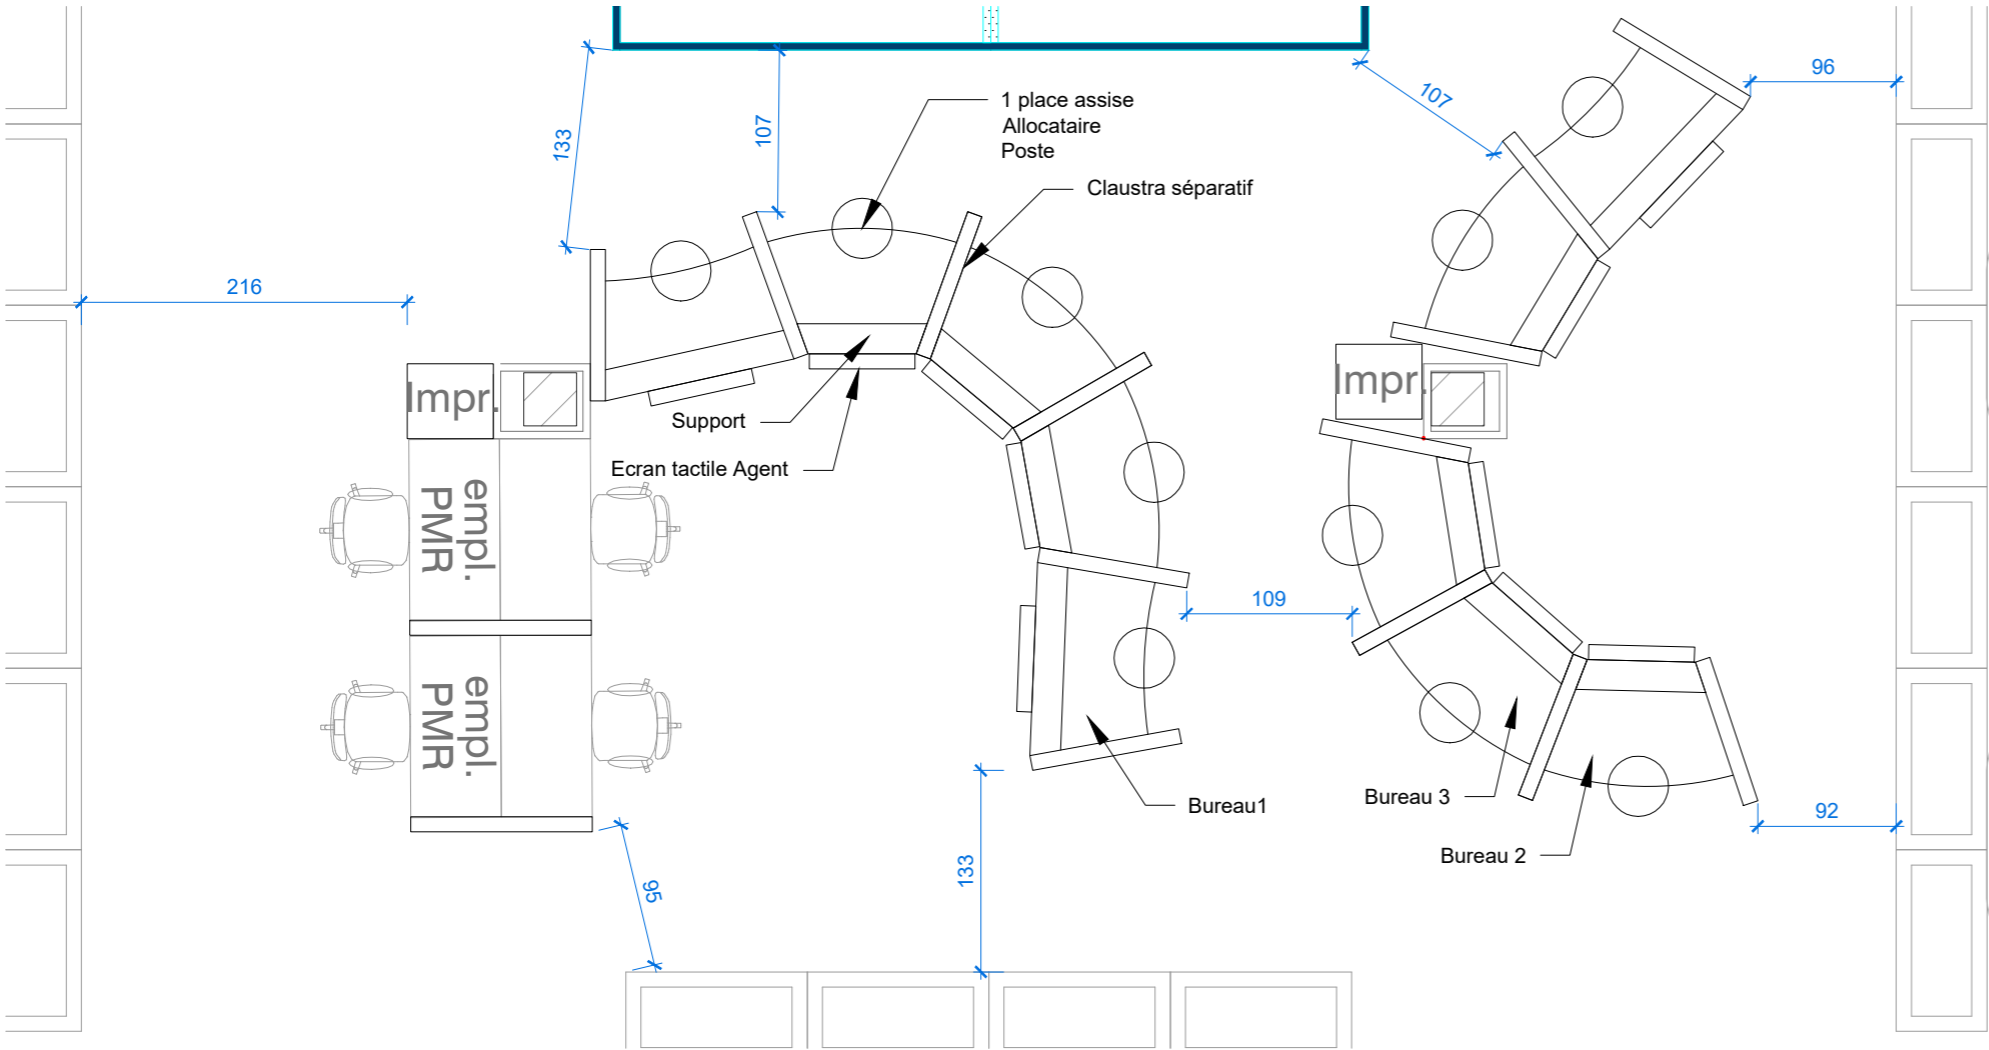 96
107
1 place assise
Allocataire
Poste
107
133
Claustra séparatif
216
Impr.
Impr.
Support
Ecran tactile Agent
empl.
PMR
109
empl.
PMR
Bureau 3
Bureau1
92
Bureau 2
133
95